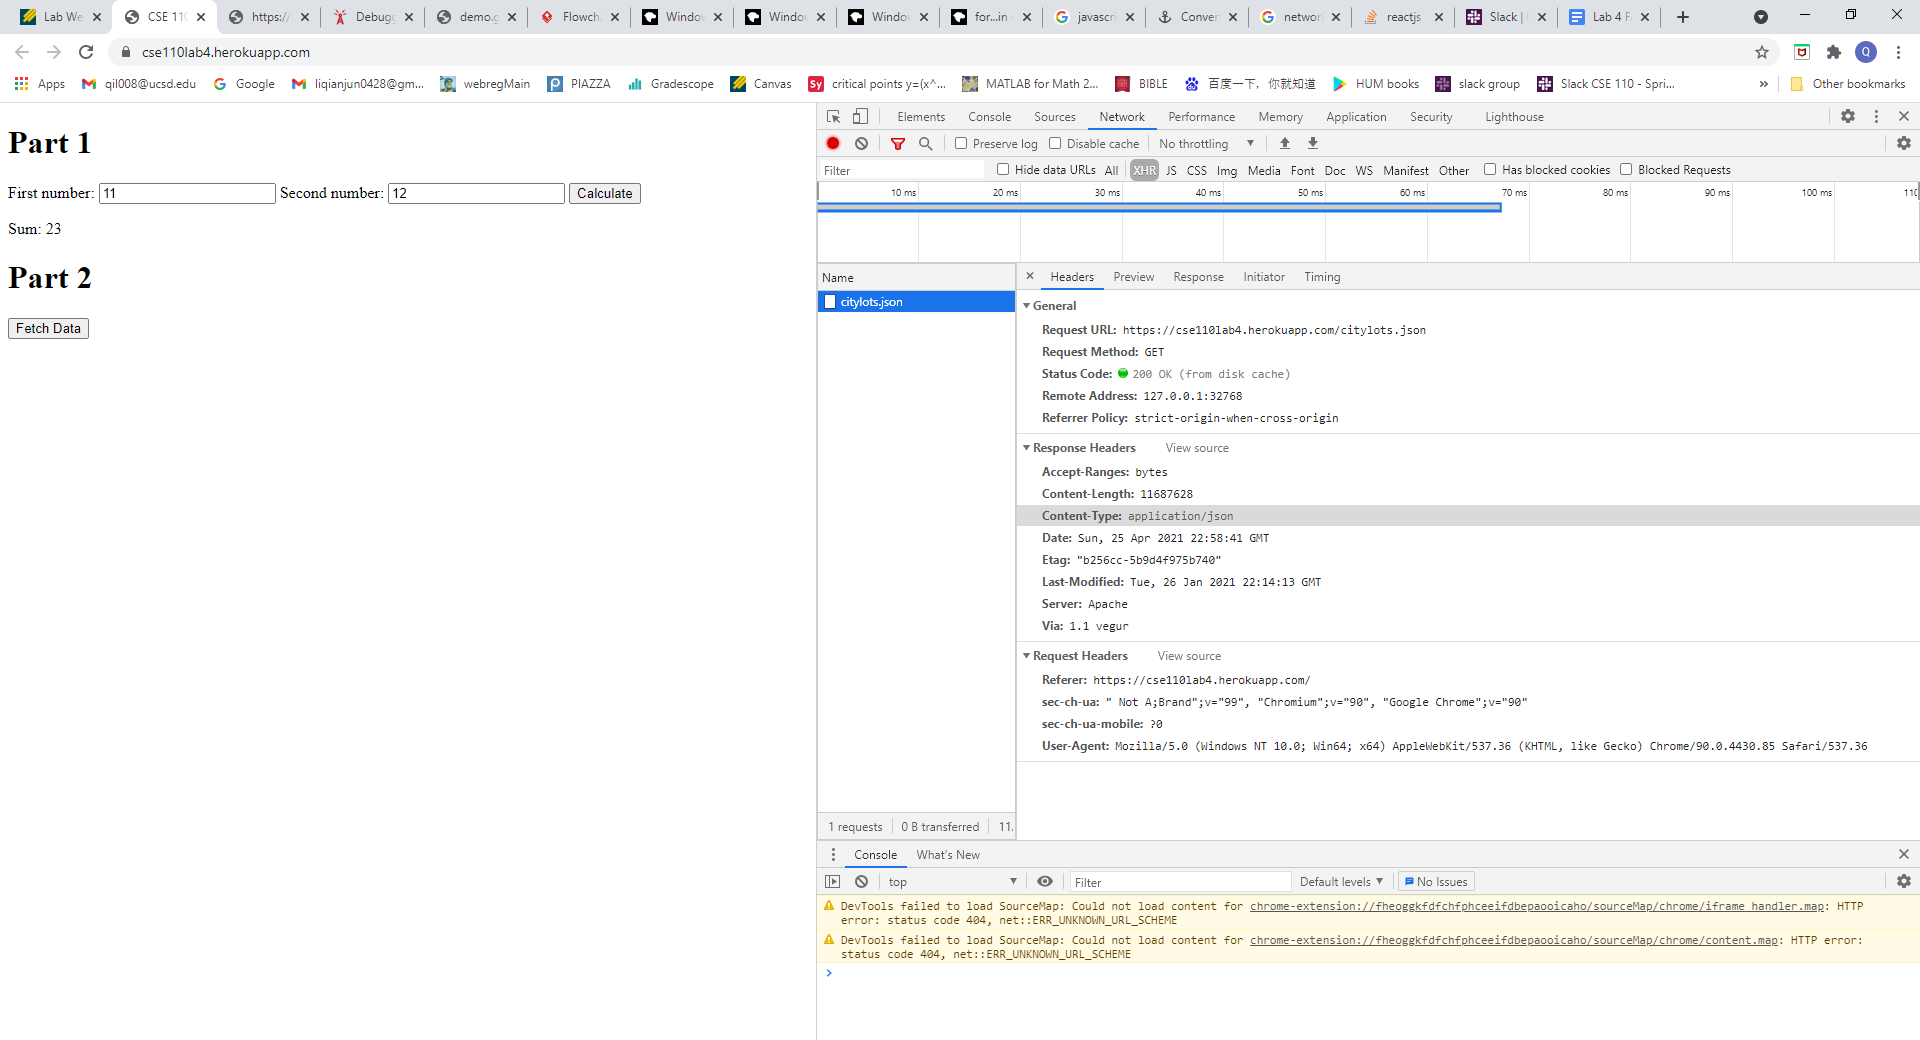 Lab We
CSE 11
https://
Debugg
demo.g
Flowcha
Window
Window
Window
for...in
javascri
Conver
networ
reactjs
Slack |
Lab 4 F
cse110lab4.herokuapp.com
Q
Apps qil008@ucsd.edu Google liqianjun0428@gm... webregMain PIAZZA Gradescope Canvas Sy critical points y=(x^... MATLAB for Math 2... BIBLE 百度一下，你就知道 HUM books slack group Slack CSE 110 - Spri... » Other bookmarks
Part 1
First number: 11 Second number: 12 Calculate
Sum: 23
Part 2
Fetch Data
Elements Console Sources Network Performance Memory Application Security Lighthouse
Preserve log Disable cache No throttling
Filter Hide data URLs All XHR JS CSS Img Media Font Doc WS Manifest Other Has blocked cookies Blocked Requests
10 ms 20 ms 30 ms 40 ms 50 ms 60 ms 70 ms 80 ms 90 ms 100 ms 110
Name
citylots.json
1 requests 0 B transferred 11.
Headers Preview Response Initiator Timing
General
Request URL: https://cse110lab4.herokuapp.com/citylots.json
Request Method: GET
Status Code: 200 OK (from disk cache)
Remote Address: 127.0.0.1:32768
Referrer Policy: strict-origin-when-cross-origin
Response Headers View source
Accept-Ranges: bytes
Content-Length: 11687628
Content-Type: application/json
Date: Sun, 25 Apr 2021 22:58:41 GMT
Etag: "b256cc-5b9d4f975b740"
Last-Modified: Tue, 26 Jan 2021 22:14:13 GMT
Server: Apache
Via: 1.1 vegur
Request Headers View source
Referer: https://cse110lab4.herokuapp.com/
sec-ch-ua: " Not A;Brand";v="99", "Chromium";v="90", "Google Chrome";v="90"
sec-ch-ua-mobile: ?0
User-Agent: Mozilla/5.0 (Windows NT 10.0; Win64; x64) AppleWebKit/537.36 (KHTML, like Gecko) Chrome/90.0.4430.85 Safari/537.36
Console What's New
top Filter Default levels No Issues
DevTools failed to load SourceMap: Could not load content for chrome-extension://fheoggkfdfchfphceeifdbepaooicaho/sourceMap/chrome/iframe_handler.map: HTTP
error: status code 404, net::ERR_UNKNOWN_URL_SCHEME
DevTools failed to load SourceMap: Could not load content for chrome-extension://fheoggkfdfchfphceeifdbepaooicaho/sourceMap/chrome/content.map: HTTP error:
status code 404, net::ERR_UNKNOWN_URL_SCHEME